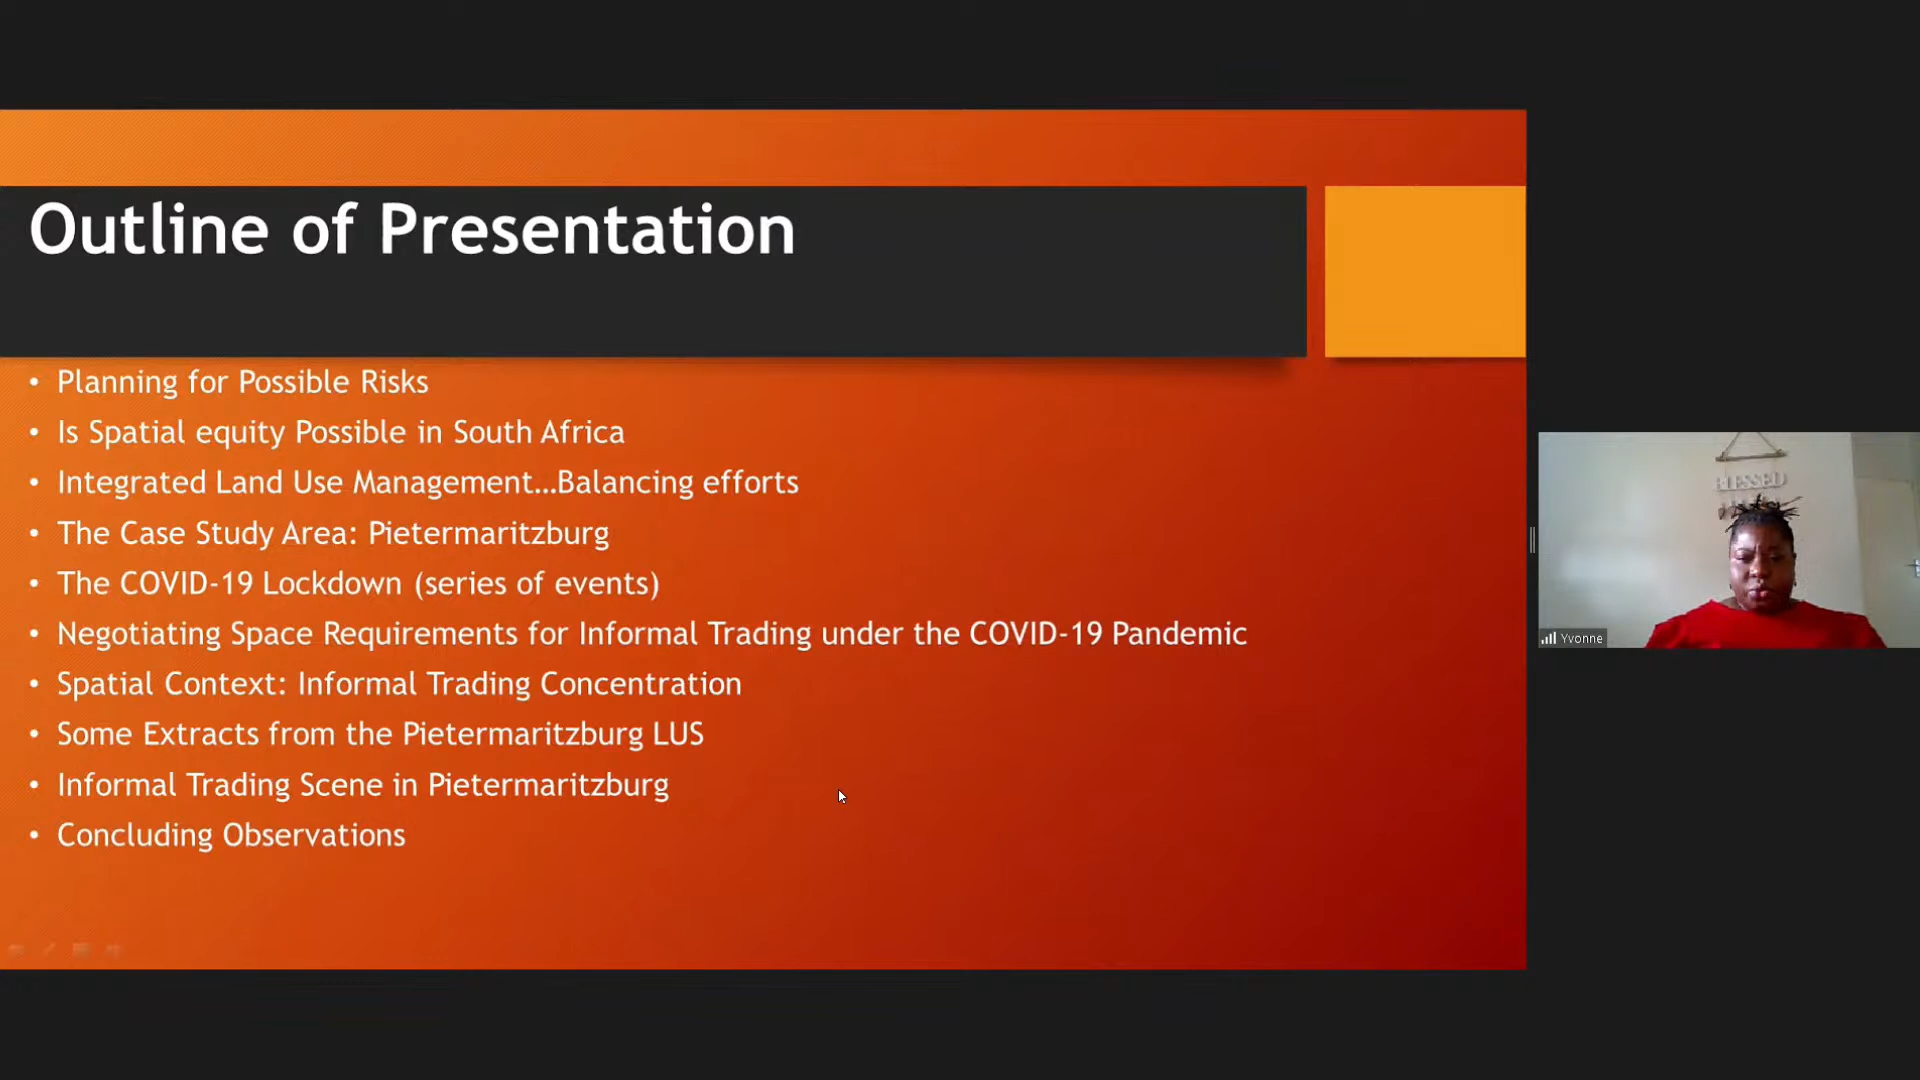 Outline of Presentation
• Planning for Possible Risks
• Is Spatial equity Possible in South Africa
• Integrated Land Use Management...Balancing efforts
• The Case Study Area: Pietermaritzburg
• The COVID-19 Lockdown (series of events)
• Negotiating Space Requirements for Informal Trading under the COVID-19 Pandemic
• Spatial Context: Informal Trading Concentration
• Some Extracts from the Pietermaritzburg LUS
• Informal Trading Scene in Pietermaritzburg
• Concluding Observations
BLESSED
Yvonne